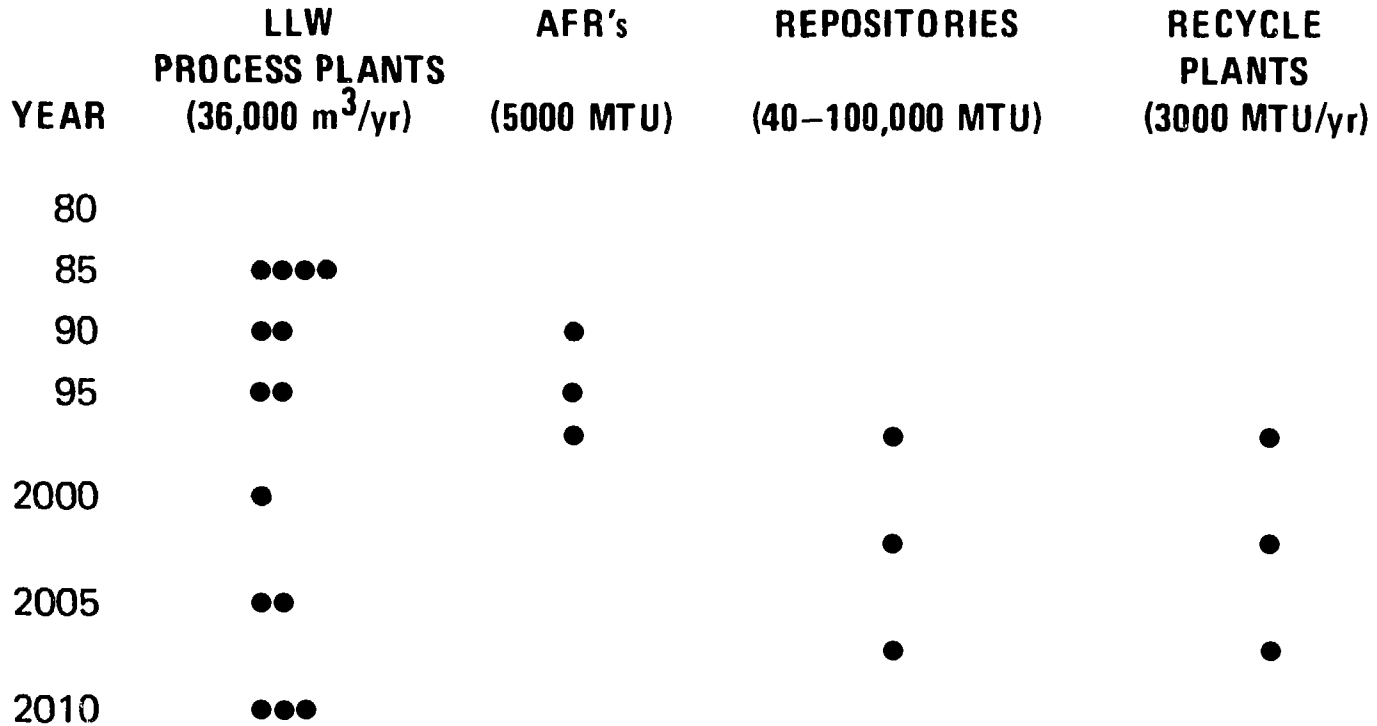 LLW AFR's REPOSITORIES RECYCLE
PROCESS PLANTS PLANTS
YEAR (36,000 m³/yr) (5000 MTU) (40–100,000 MTU) (3000 MTU/yr)
80
85 ●●●●
90 ●● ●
95 ●● ●
● ● ●
2000 ●
● ●
2005 ●●
● ●
2010 ●●●